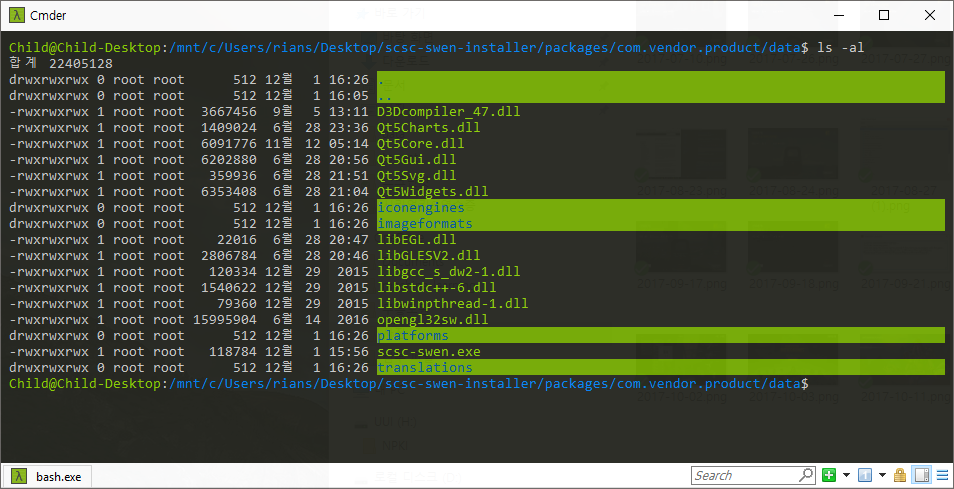 Cmder
Child@Child-Desktop:/mnt/c/Users/rians/Desktop/scsc-swen-installer/packages/com.vendor.product/data$ ls -al
합계 22405128
drwxrwxrwx 0 root root      512 12월  1 16:26 .
drwxrwxrwx 0 root root      512 12월  1 16:05 ..
-rwxrwxrwx 1 root root  3667456  9월  5 13:11 D3Dcompiler_47.dll
-rwxrwxrwx 1 root root  1409024  6월 28 23:36 Qt5Charts.dll
-rwxrwxrwx 1 root root  6091776 11월 12 05:14 Qt5Core.dll
-rwxrwxrwx 1 root root  6202880  6월 28 20:56 Qt5Gui.dll
-rwxrwxrwx 1 root root   359936  6월 28 21:51 Qt5Svg.dll
-rwxrwxrwx 1 root root  6353408  6월 28 21:04 Qt5Widgets.dll
drwxrwxrwx 0 root root      512 12월  1 16:26 iconengines
drwxrwxrwx 0 root root      512 12월  1 16:26 imageformats
-rwxrwxrwx 1 root root    22016  6월 28 20:47 libEGL.dll
-rwxrwxrwx 1 root root  2806784  6월 28 20:46 libGLESV2.dll
-rwxrwxrwx 1 root root   120334 12월 29  2015 libgcc_s_dw2-1.dll
-rwxrwxrwx 1 root root  1540622 12월 29  2015 libstdc++-6.dll
-rwxrwxrwx 1 root root    79360 12월 29  2015 libwinpthread-1.dll
-rwxrwxrwx 1 root root 15995904  6월 14  2016 opengl32sw.dll
drwxrwxrwx 0 root root      512 12월  1 16:26 platforms
-rwxrwxrwx 1 root root   118784 12월  1 15:56 scsc-swen.exe
drwxrwxrwx 0 root root      512 12월  1 16:26 translations
Child@Child-Desktop:/mnt/c/Users/rians/Desktop/scsc-swen-installer/packages/com.vendor.product/data$
bash.exe
Search